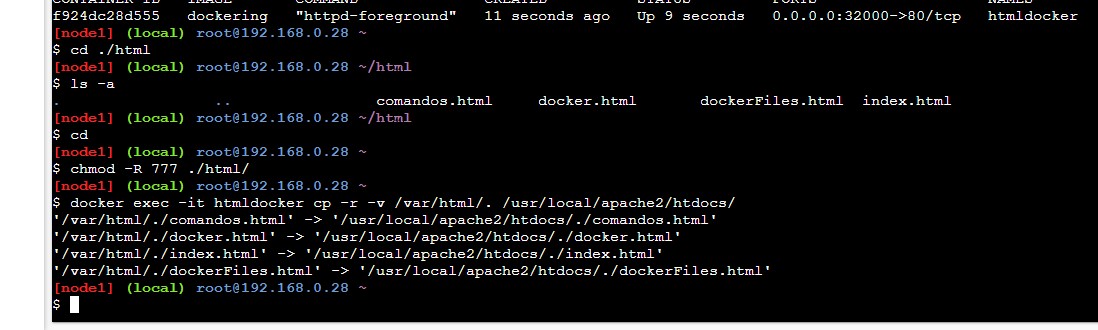 CONTAINER ID IMAGE COMMAND CREATED STATUS PORTS NAMES
f924dc28d555 dockering "httpd-foreground" 11 seconds ago Up 9 seconds 0.0.0.0:32000->80/tcp htmldocker
[node1] (local) root@192.168.0.28 ~
$ cd ./html
[node1] (local) root@192.168.0.28 ~/html
$ ls -a
. .. comandos.html docker.html dockerFiles.html index.html
[node1] (local) root@192.168.0.28 ~/html
$ cd
[node1] (local) root@192.168.0.28 ~
$ chmod -R 777 ./html/
[node1] (local) root@192.168.0.28 ~
$ docker exec -it htmldocker cp -r -v /var/html/. /usr/local/apache2/htdocs/
'/var/html/./comandos.html' -> '/usr/local/apache2/htdocs/./comandos.html'
'/var/html/./docker.html' -> '/usr/local/apache2/htdocs/./docker.html'
'/var/html/./index.html' -> '/usr/local/apache2/htdocs/./index.html'
'/var/html/./dockerFiles.html' -> '/usr/local/apache2/htdocs/./dockerFiles.html'
[node1] (local) root@192.168.0.28 ~
$